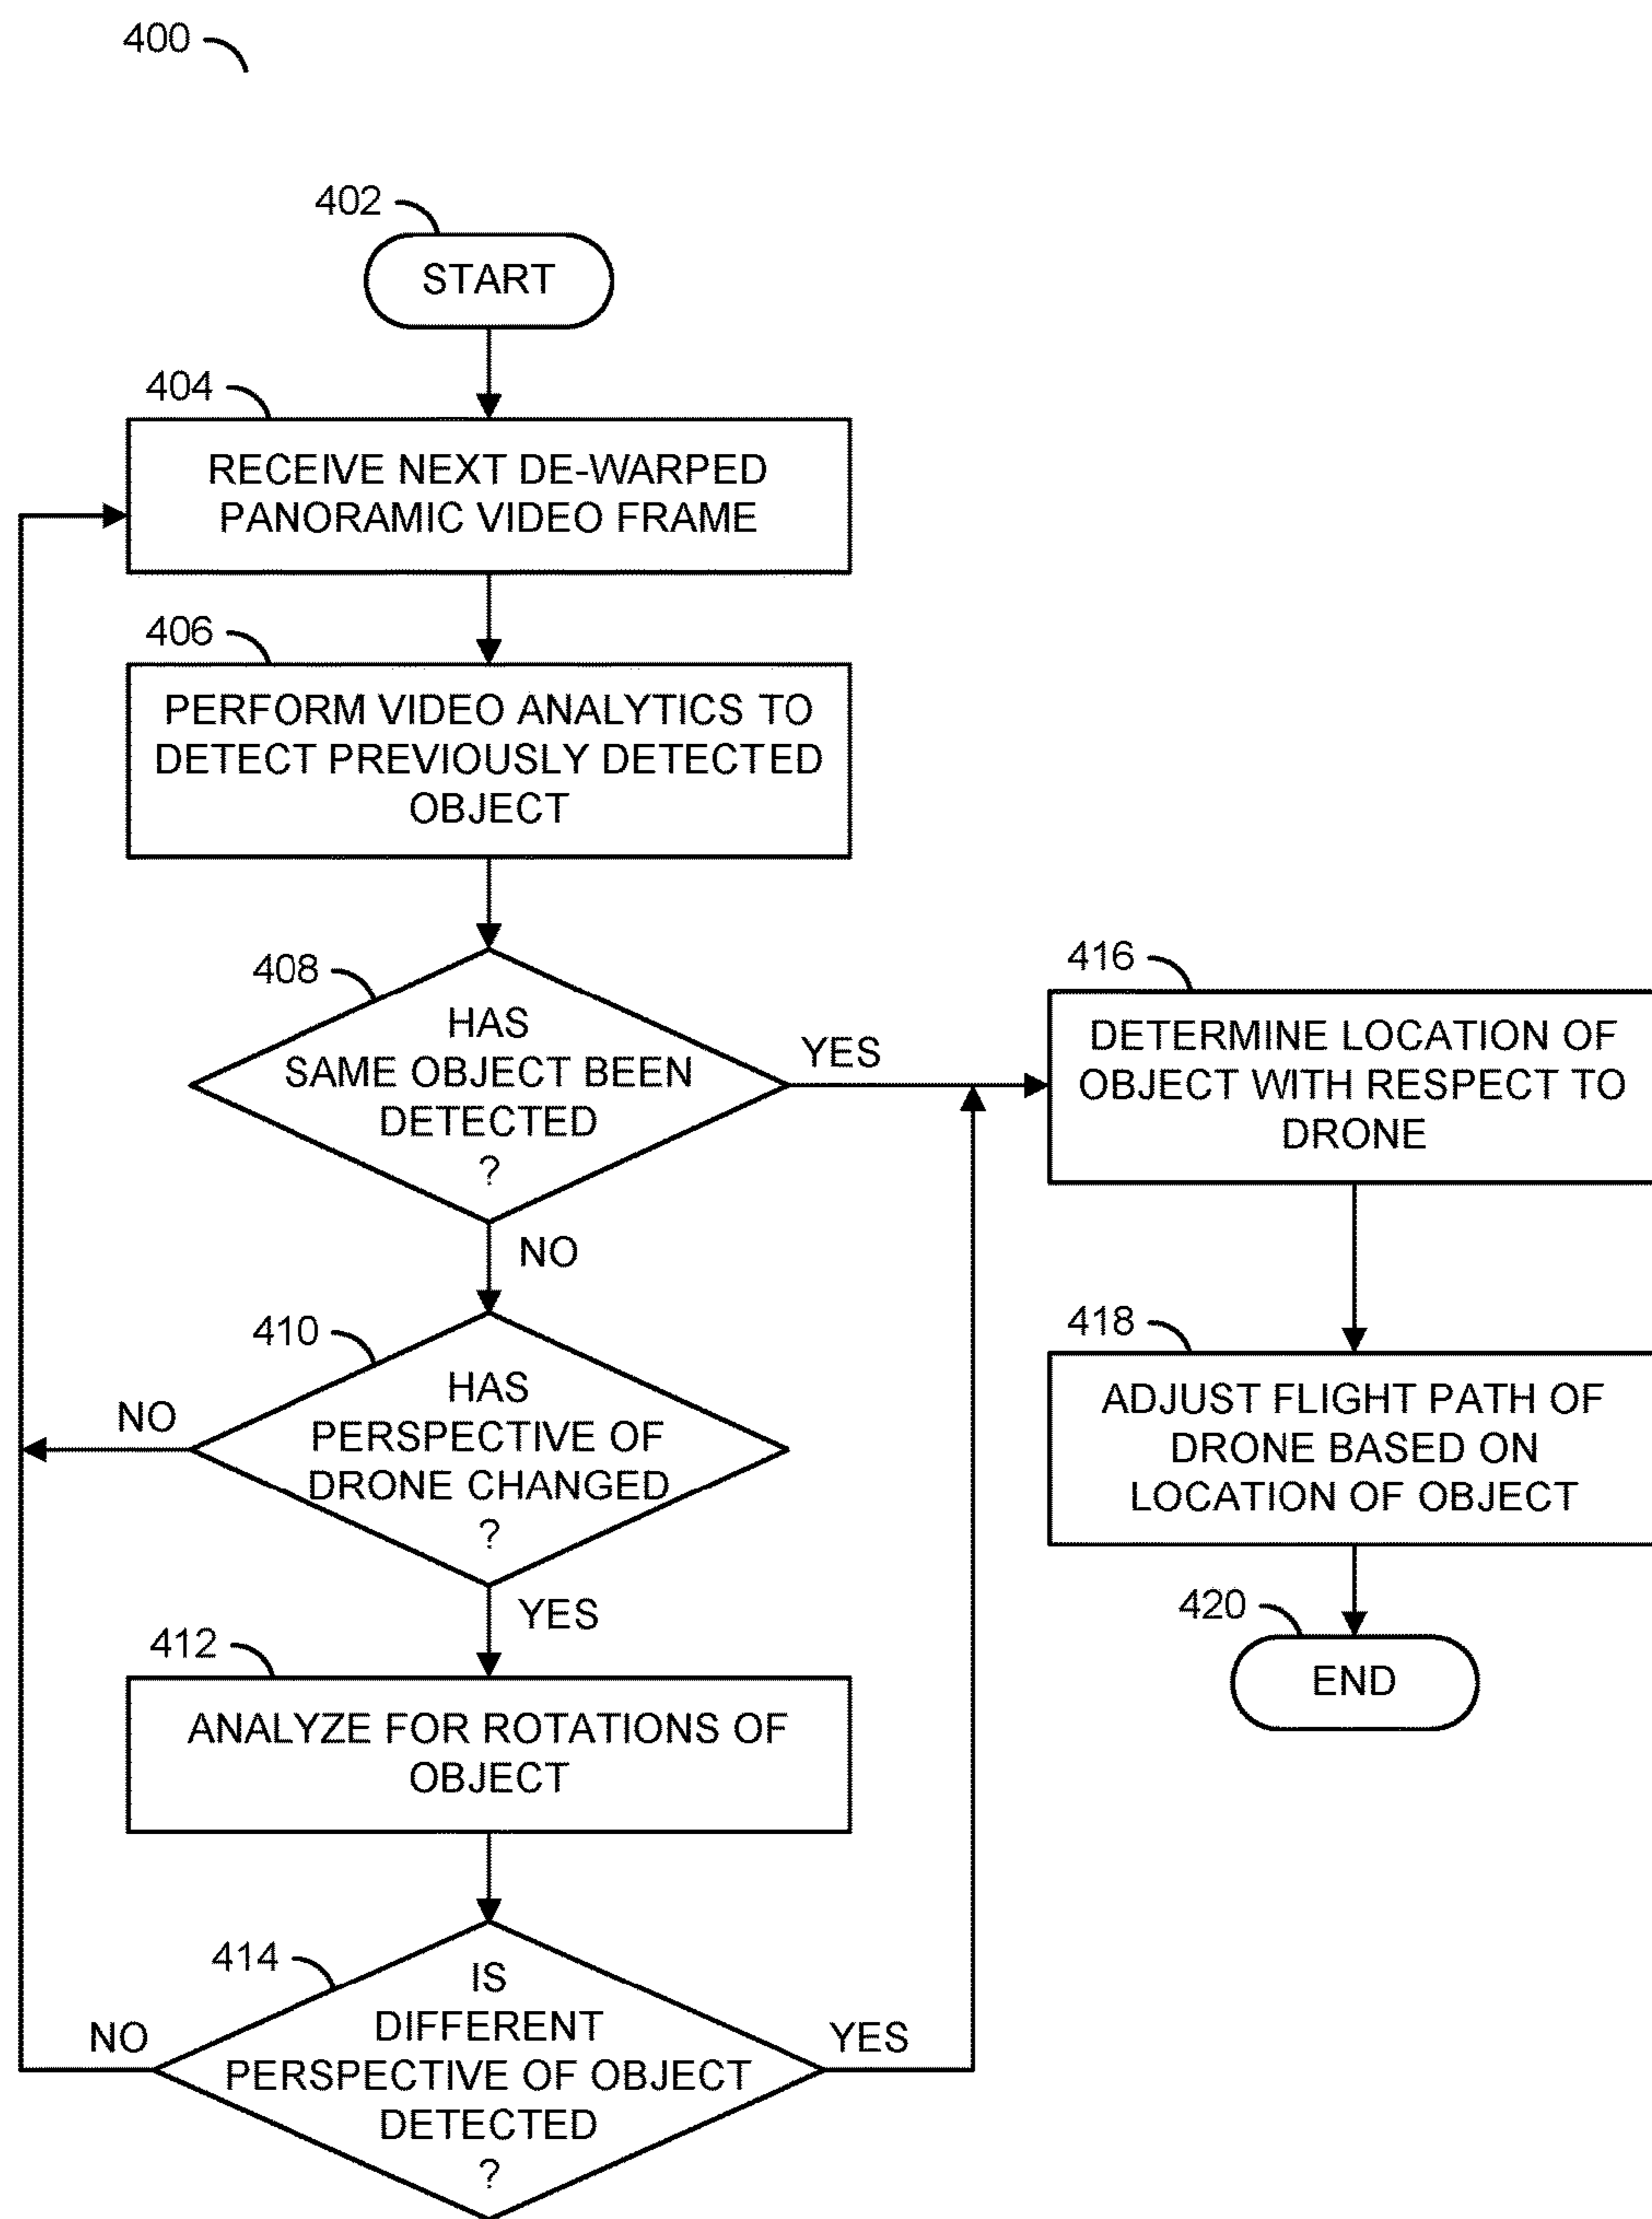 400
402
START
404
RECEIVE NEXT DE-WARPED
PANORAMIC VIDEO FRAME
406
PERFORM VIDEO ANALYTICS TO
DETECT PREVIOUSLY DETECTED
OBJECT
408
HAS
SAME OBJECT BEEN
DETECTED
?
YES
NO
410
HAS
PERSPECTIVE OF
DRONE CHANGED
?
NO
YES
412
ANALYZE FOR ROTATIONS OF
OBJECT
414
IS
DIFFERENT
PERSPECTIVE OF OBJECT
DETECTED
?
NO
YES
416
DETERMINE LOCATION OF
OBJECT WITH RESPECT TO
DRONE
418
ADJUST FLIGHT PATH OF
DRONE BASED ON
LOCATION OF OBJECT
420
END